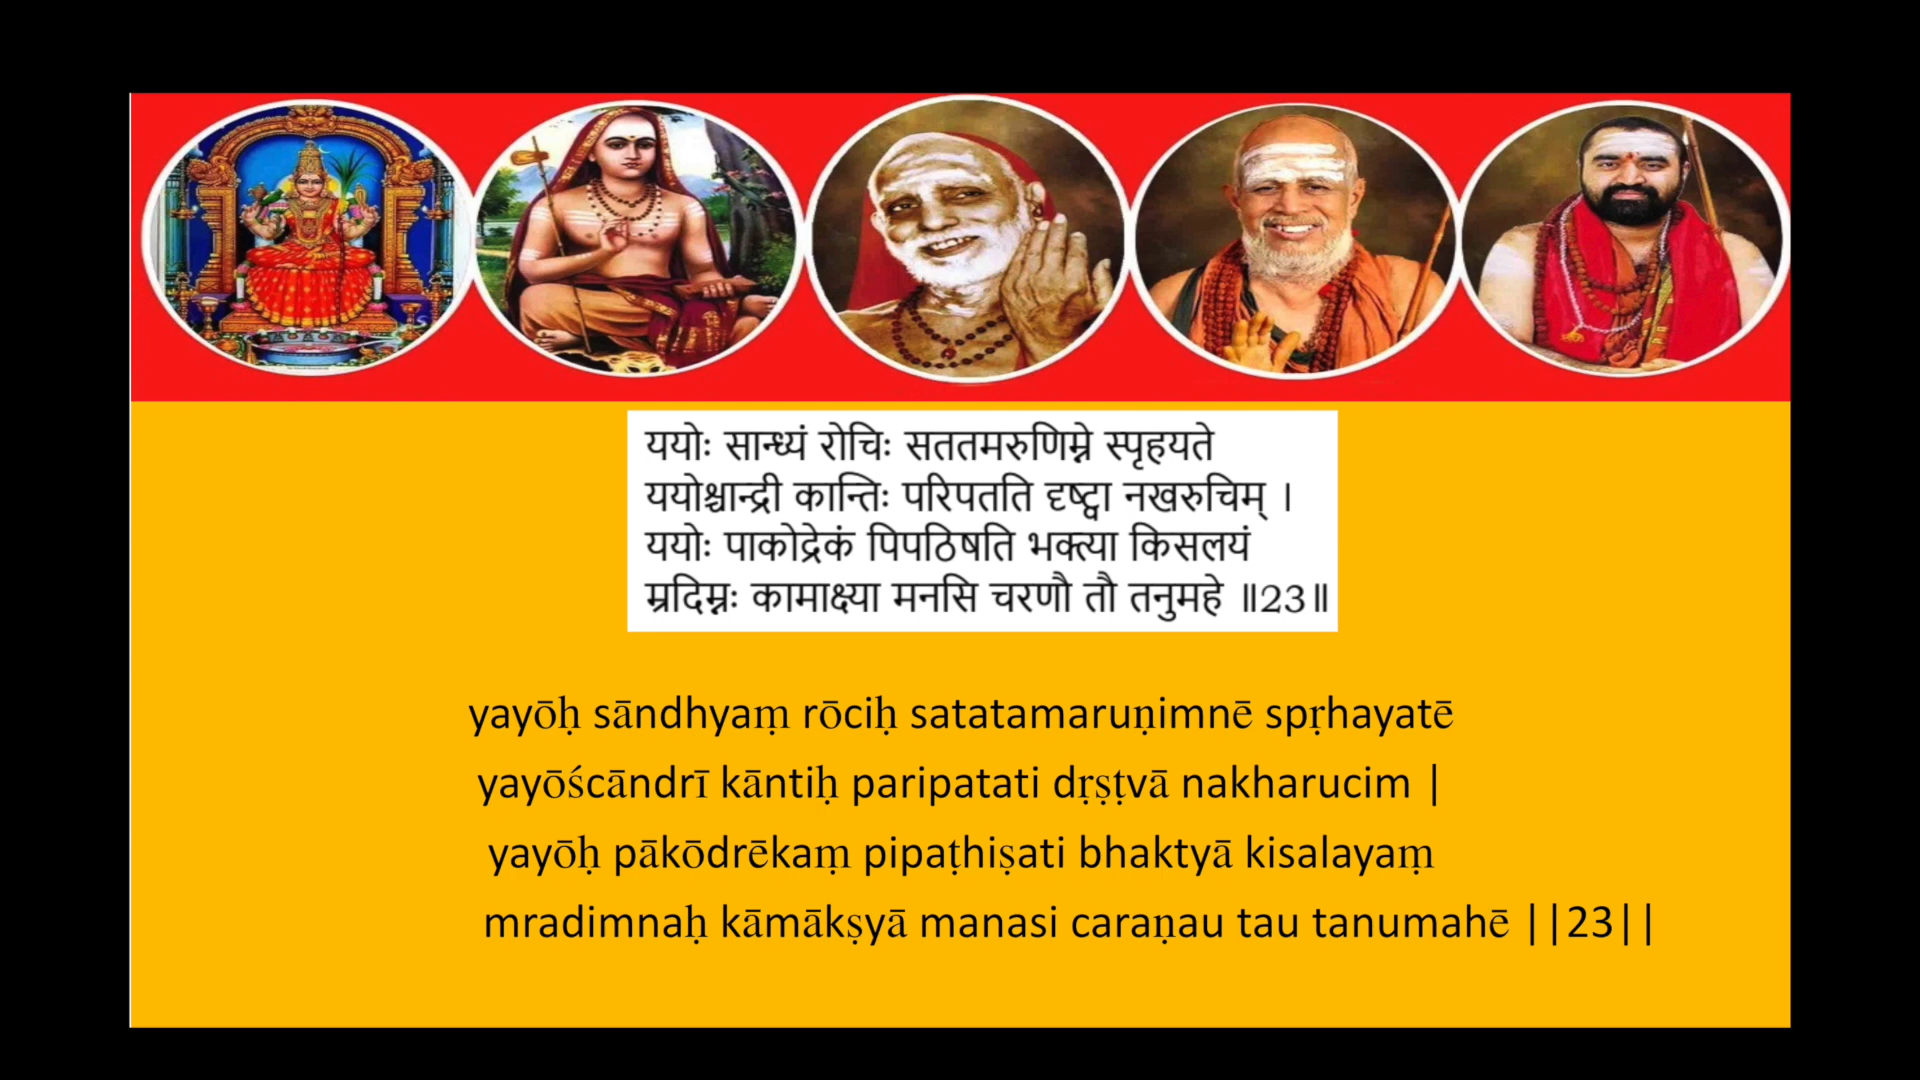 ययोः सान्ध्यं रोचिः सततमरुणिम्ने स्पृहयते
ययोश्चान्द्री कान्तिः परिपतति दृष्ट्वा नखरुचिम् ।
ययोः पाकोद्रेकं पिपठिषति भक्त्या किसलयं
म्रदिम्नः कामाक्ष्या मनसि चरणौ तौ तनुमहे ॥23॥
yayōḥ sāndhyaṃ rōciḥ satatamaruṇimnē spṛhayatē
yayōścāndrī kāntiḥ paripatati dṛṣṭvā nakharucim |
yayōḥ pākōdrēkaṃ pipaṭhiṣati bhaktyā kisalayaṃ
mradimnaḥ kāmākṣyā manasi caraṇau tau tanumahē ||23||